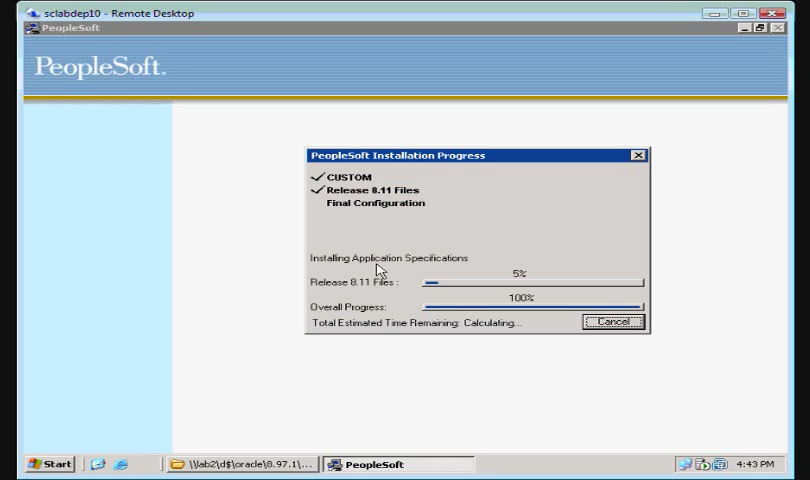 sclabdep10 - Remote Desktop
PeopleSoft
PeopleSoft.
PeopleSoft Installation Progress
CUSTOM
Release 8.11 Files
Final Configuration
Installing Application Specifications
5%
Release 8.11 Files :
100%
Overall Progress:
Total Estimated Time Remaining: Calculating...
Cancel
Start
\\lab2\d$\oracle\8.97.1\...
PeopleSoft
4:43 PM